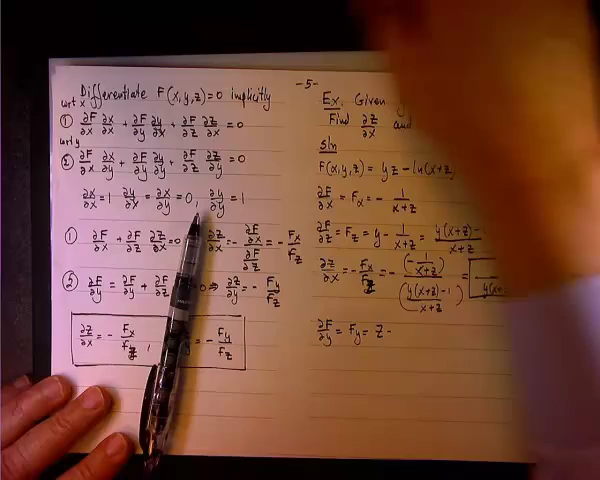 Differentiate F(x,y,z)=0 implicitly
wrt x
① ∂F/∂x ∂x/∂x + ∂F/∂y ∂y/∂x + ∂F/∂z ∂z/∂x = 0
wrt y
② ∂F/∂x ∂x/∂y + ∂F/∂y ∂y/∂y + ∂F/∂z ∂z/∂y = 0
∂x/∂x = 1 ∂y/∂x = ∂x/∂y = 0, ∂y/∂y = 1
① ∂F/∂x + ∂F/∂z ∂z/∂x = 0 ∂z/∂x = - (∂F/∂x)/(∂F/∂z) = - Fx/Fz
② ∂F/∂y = ∂F/∂y + ∂F/∂z 0 ⇒ ∂z/∂y = - Fy/Fz
∂z/∂x = - Fx/Fz , y = - Fy/Fz
-5-
Ex. Given
Find ∂z/∂x and
sln
F(x,y,z) = yz - ln(x+z)
∂F/∂x = Fx = - 1/(x+z)
∂F/∂z = Fz = y - 1/(x+z) = (y(x+z)-)/(x+z)
∂z/∂x = - Fx/Fz = - (1/(x+z))/((y(x+z)-1)/(x+z)) =
∂F/∂y = Fy = z -